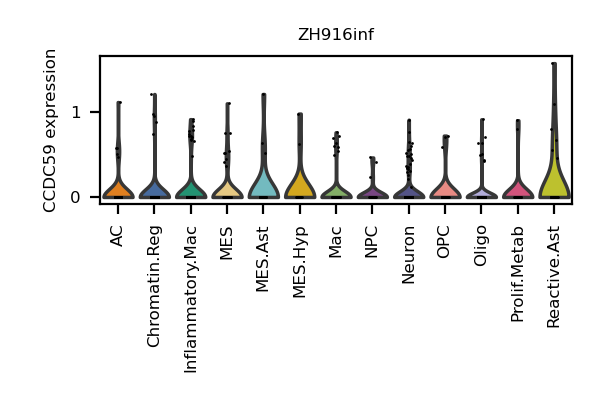 ZH916inf
CCDC59 expression
1
0
AC
Chromatin.Reg
Inflammatory.Mac
MES
MES.Ast
MES.Hyp
Mac
NPC
Neuron
OPC
Oligo
Prolif.Metab
Reactive.Ast